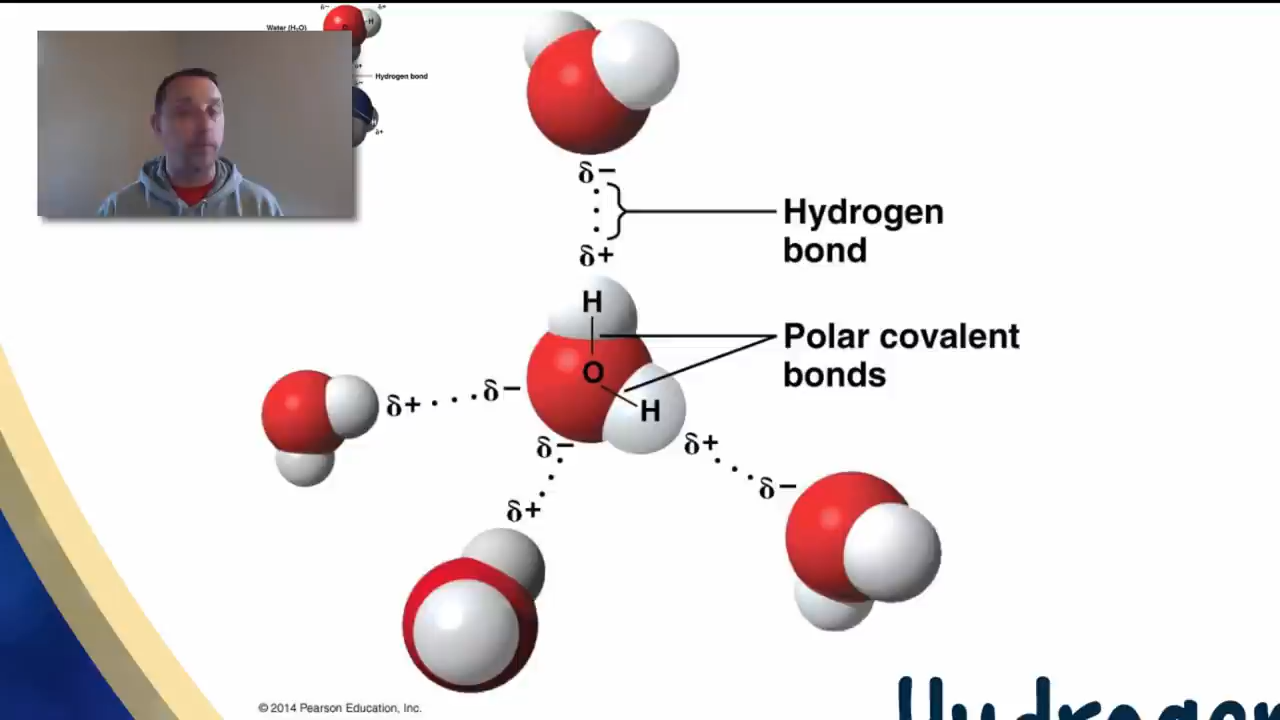 δ− δ+
Water (H₂O) O H
δ+
Hydrogen bond
δ−
δ+
δ−
Hydrogen
bond
δ+
H
Polar covalent
bonds
O
δ+ δ−
H
δ− δ+
δ−
δ+
© 2014 Pearson Education, Inc.
Hydrogen